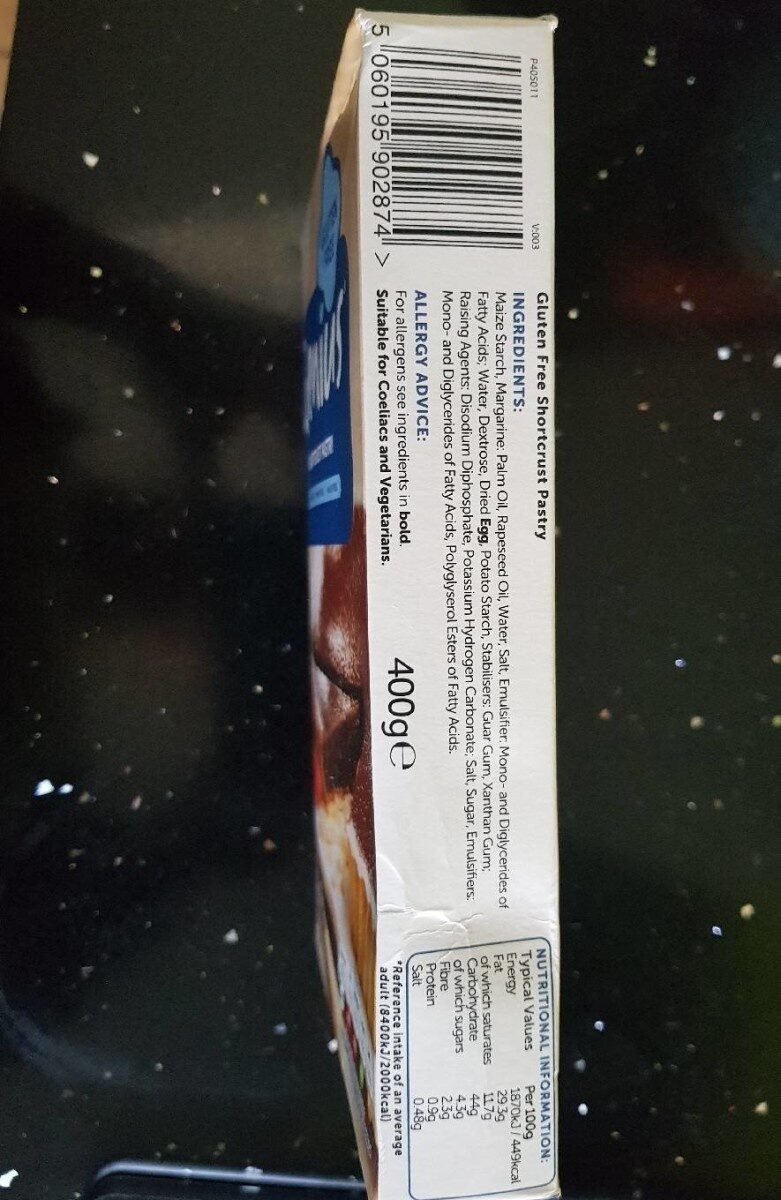 P405011 V:003
5 060195 902874 >
Gluten Free Shortcrust Pastry
INGREDIENTS:
Maize Starch, Margarine: Palm Oil, Rapeseed Oil, Water, Salt, Emulsifier: Mono- and Diglycerides of
Fatty Acids; Water, Dextrose, Dried Egg, Potato Starch, Stabilisers: Guar Gum, Xanthan Gum;
Raising Agents: Disodium Diphosphate, Potassium Hydrogen Carbonate; Salt, Sugar, Emulsifiers:
Mono- and Diglycerides of Fatty Acids, Polyglyserol Esters of Fatty Acids.
ALLERGY ADVICE:
For allergens see ingredients in bold.
Suitable for Coeliacs and Vegetarians.
400g e
NUTRITIONAL INFORMATION:
Typical Values Per 100g
Energy 1870kJ / 449kcal
Fat 29.3g
of which saturates 11.7g
Carbohydrate 44g
of which sugars 4.3g
Fibre 2.3g
Protein 0.9g
Salt 0.48g
*Reference intake of an average
adult (8400kJ/2000kcal)